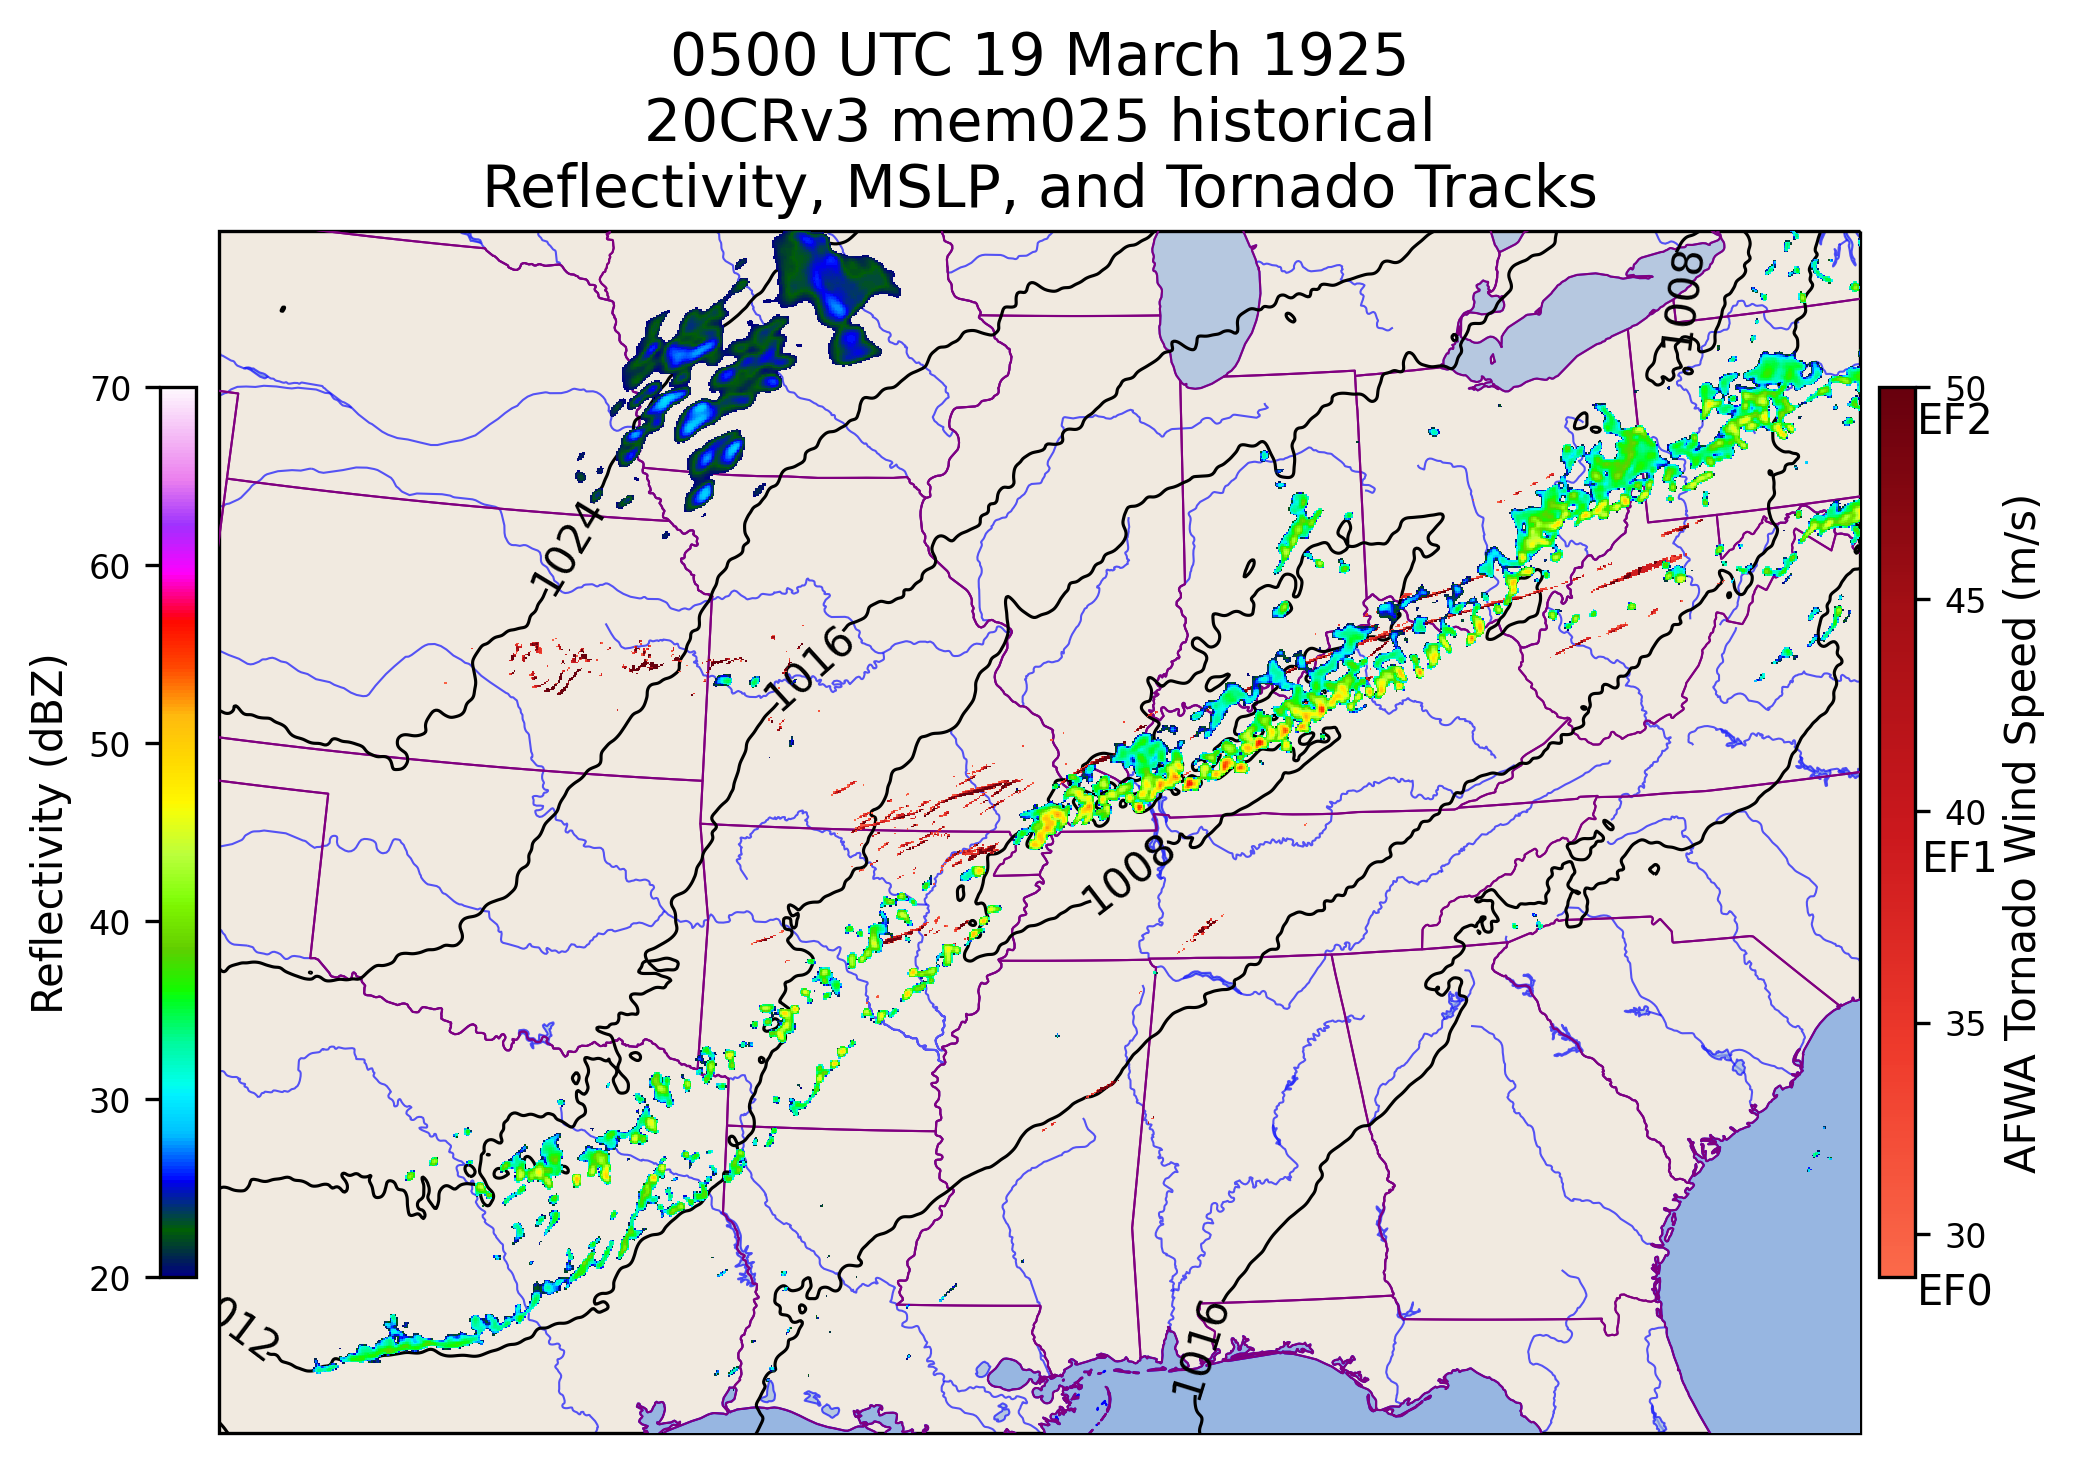 0500 UTC 19 March 1925
20CRv3 mem025 historical
Reflectivity, MSLP, and Tornado Tracks
Reflectivity (dBZ)
70
60
50
40
30
20
1008
1024
1016
1008
1016
012
50
EF2
45
40
EF1
35
30
EF0
AFWA Tornado Wind Speed (m/s)